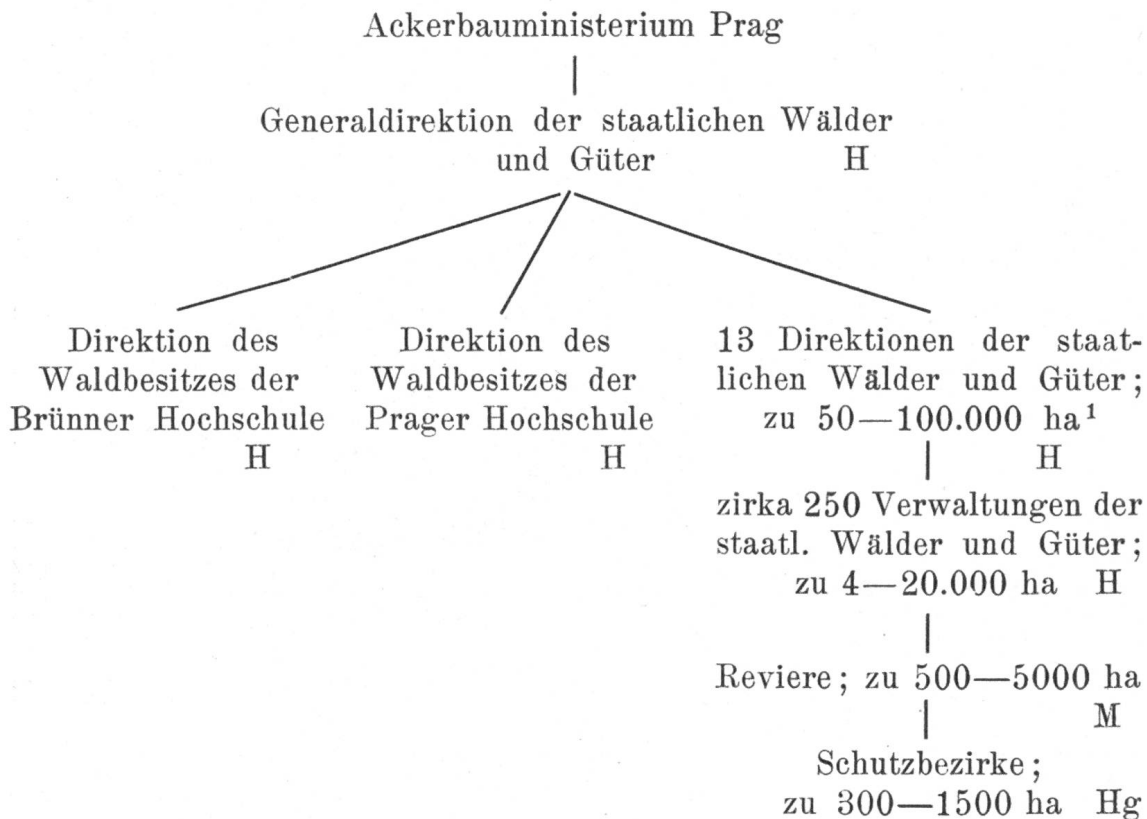 Ackerbauministerium Prag
Generaldirektion der staatlichen Wälder
und Güter H
Direktion des
Waldbesitzes der
Brünner Hochschule
H
Direktion des
Waldbesitzes der
Prager Hochschule
H
13 Direktionen der staat-
lichen Wälder und Güter;
zu 50—100.000 ha¹
H
zirka 250 Verwaltungen der
staatl. Wälder und Güter;
zu 4—20.000 ha H
Reviere; zu 500—5000 ha
M
Schutzbezirke;
zu 300—1500 ha Hg